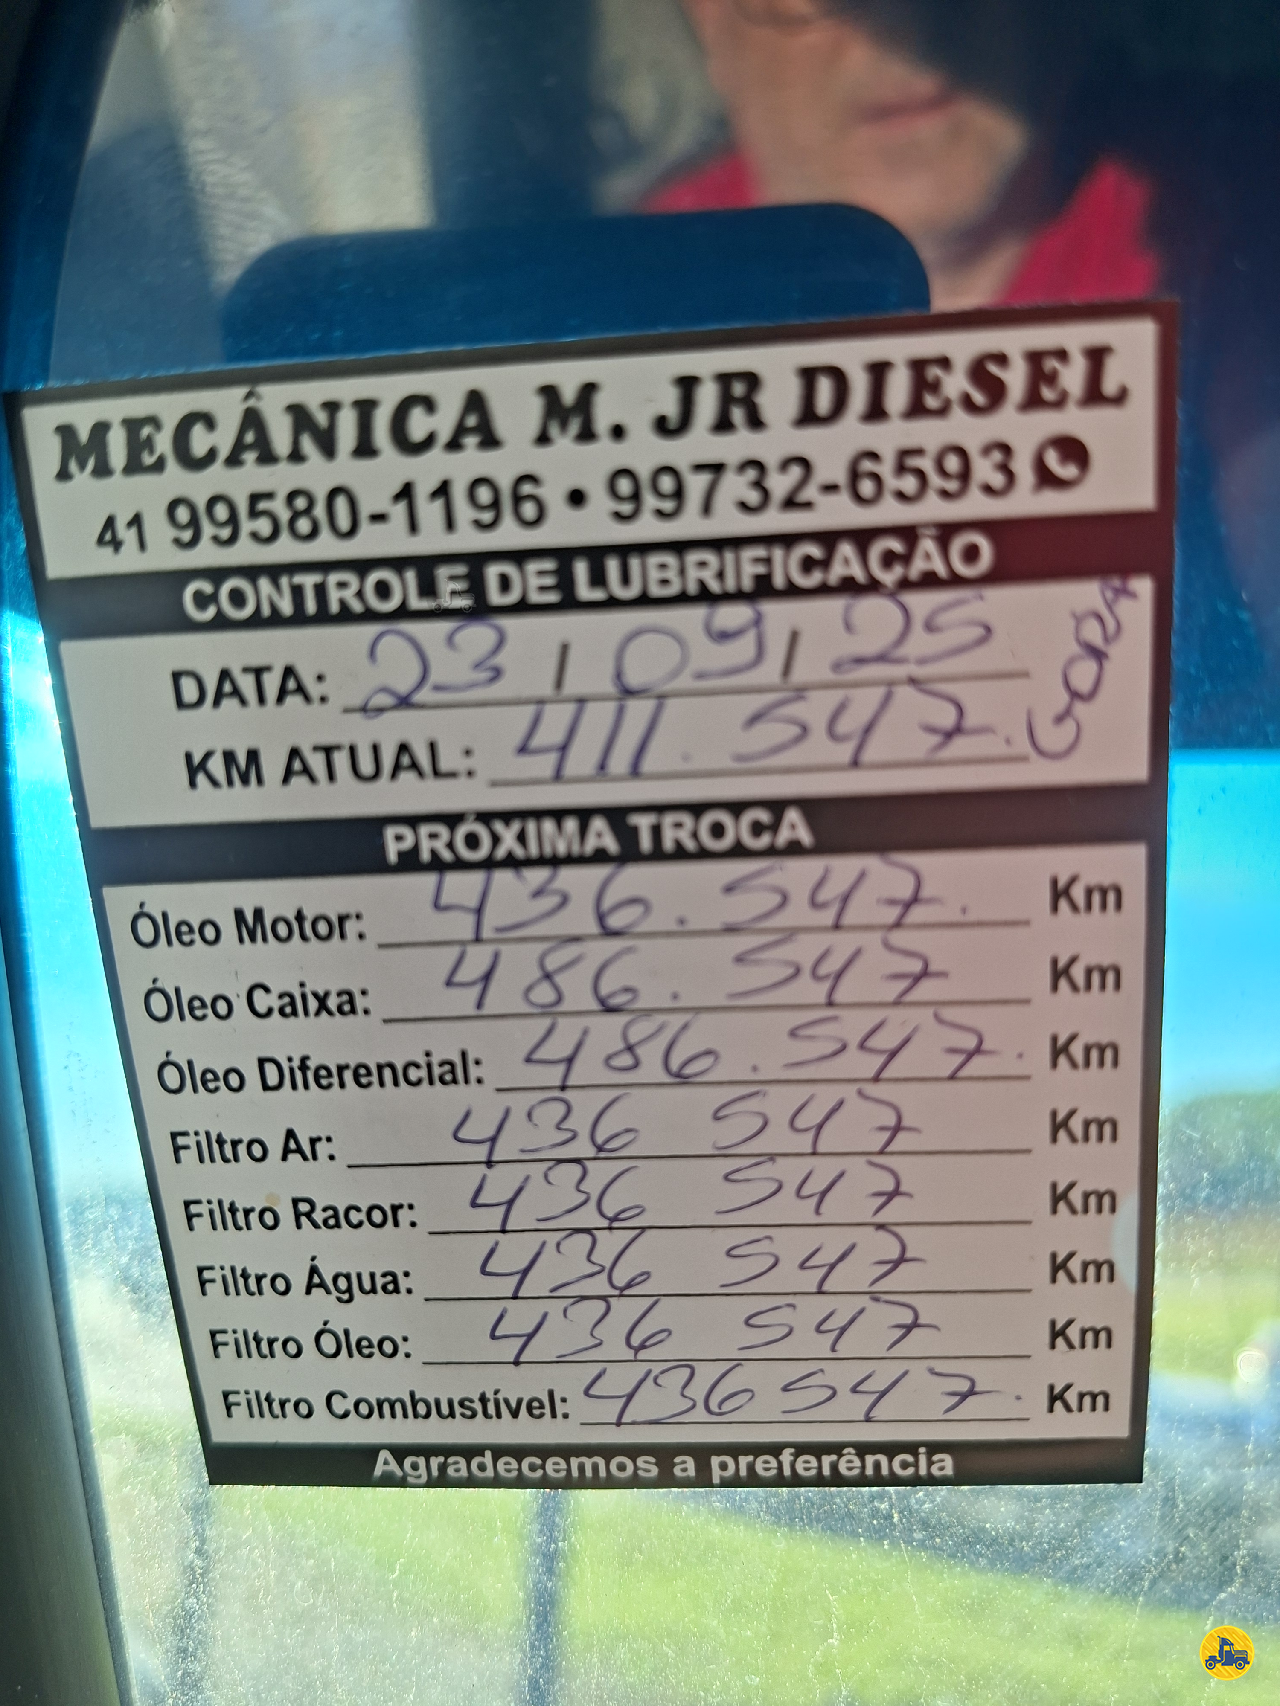 MECÂNICA M. JR DIESEL
41 99580-1196 • 99732-6593
CONTROLE DE LUBRIFICAÇÃO
DATA: 23 / 09 / 25
KM ATUAL: 411.547.
PRÓXIMA TROCA
Óleo Motor: 436.547. Km
Óleo Caixa: 486.547 Km
Óleo Diferencial: 486.547. Km
Filtro Ar: 436 547 Km
Filtro Racor: 436 547 Km
Filtro Água: 436 547 Km
Filtro Óleo: 436 547 Km
Filtro Combustível: 436547. Km
Agradecemos a preferência